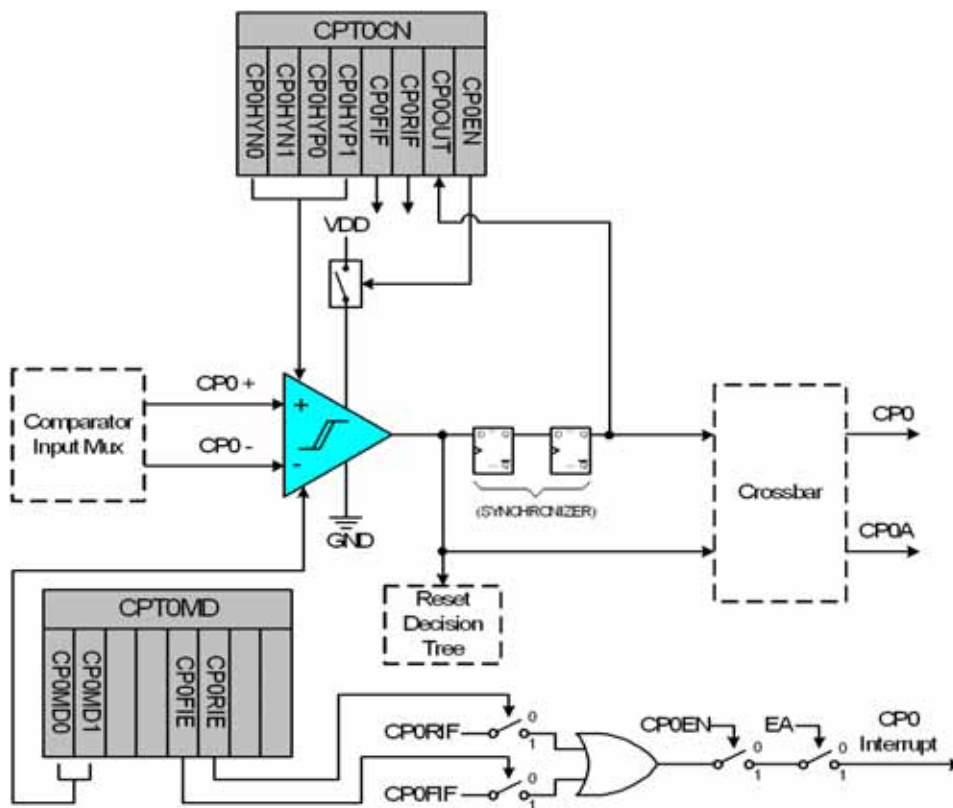 CPT0CN
CP0HYN0
CP0HYN1
CP0HYP0
CP0HYP1
CP0FIF
CP0RIF
CP0OUT
CP0EN
VDD
Comparator
Input Mux
CP0 +
CP0 -
+
-
GND
(SYNCHRONIZER)
Crossbar
CP0
CP0A
Reset
Decision
Tree
CPT0MD
CP0MD0
CP0MD1
CP0FIE
CP0RIE
CP0RIF
0
1
CP0FIF
0
1
CP0EN
0
1
EA
0
1
CP0
Interrupt